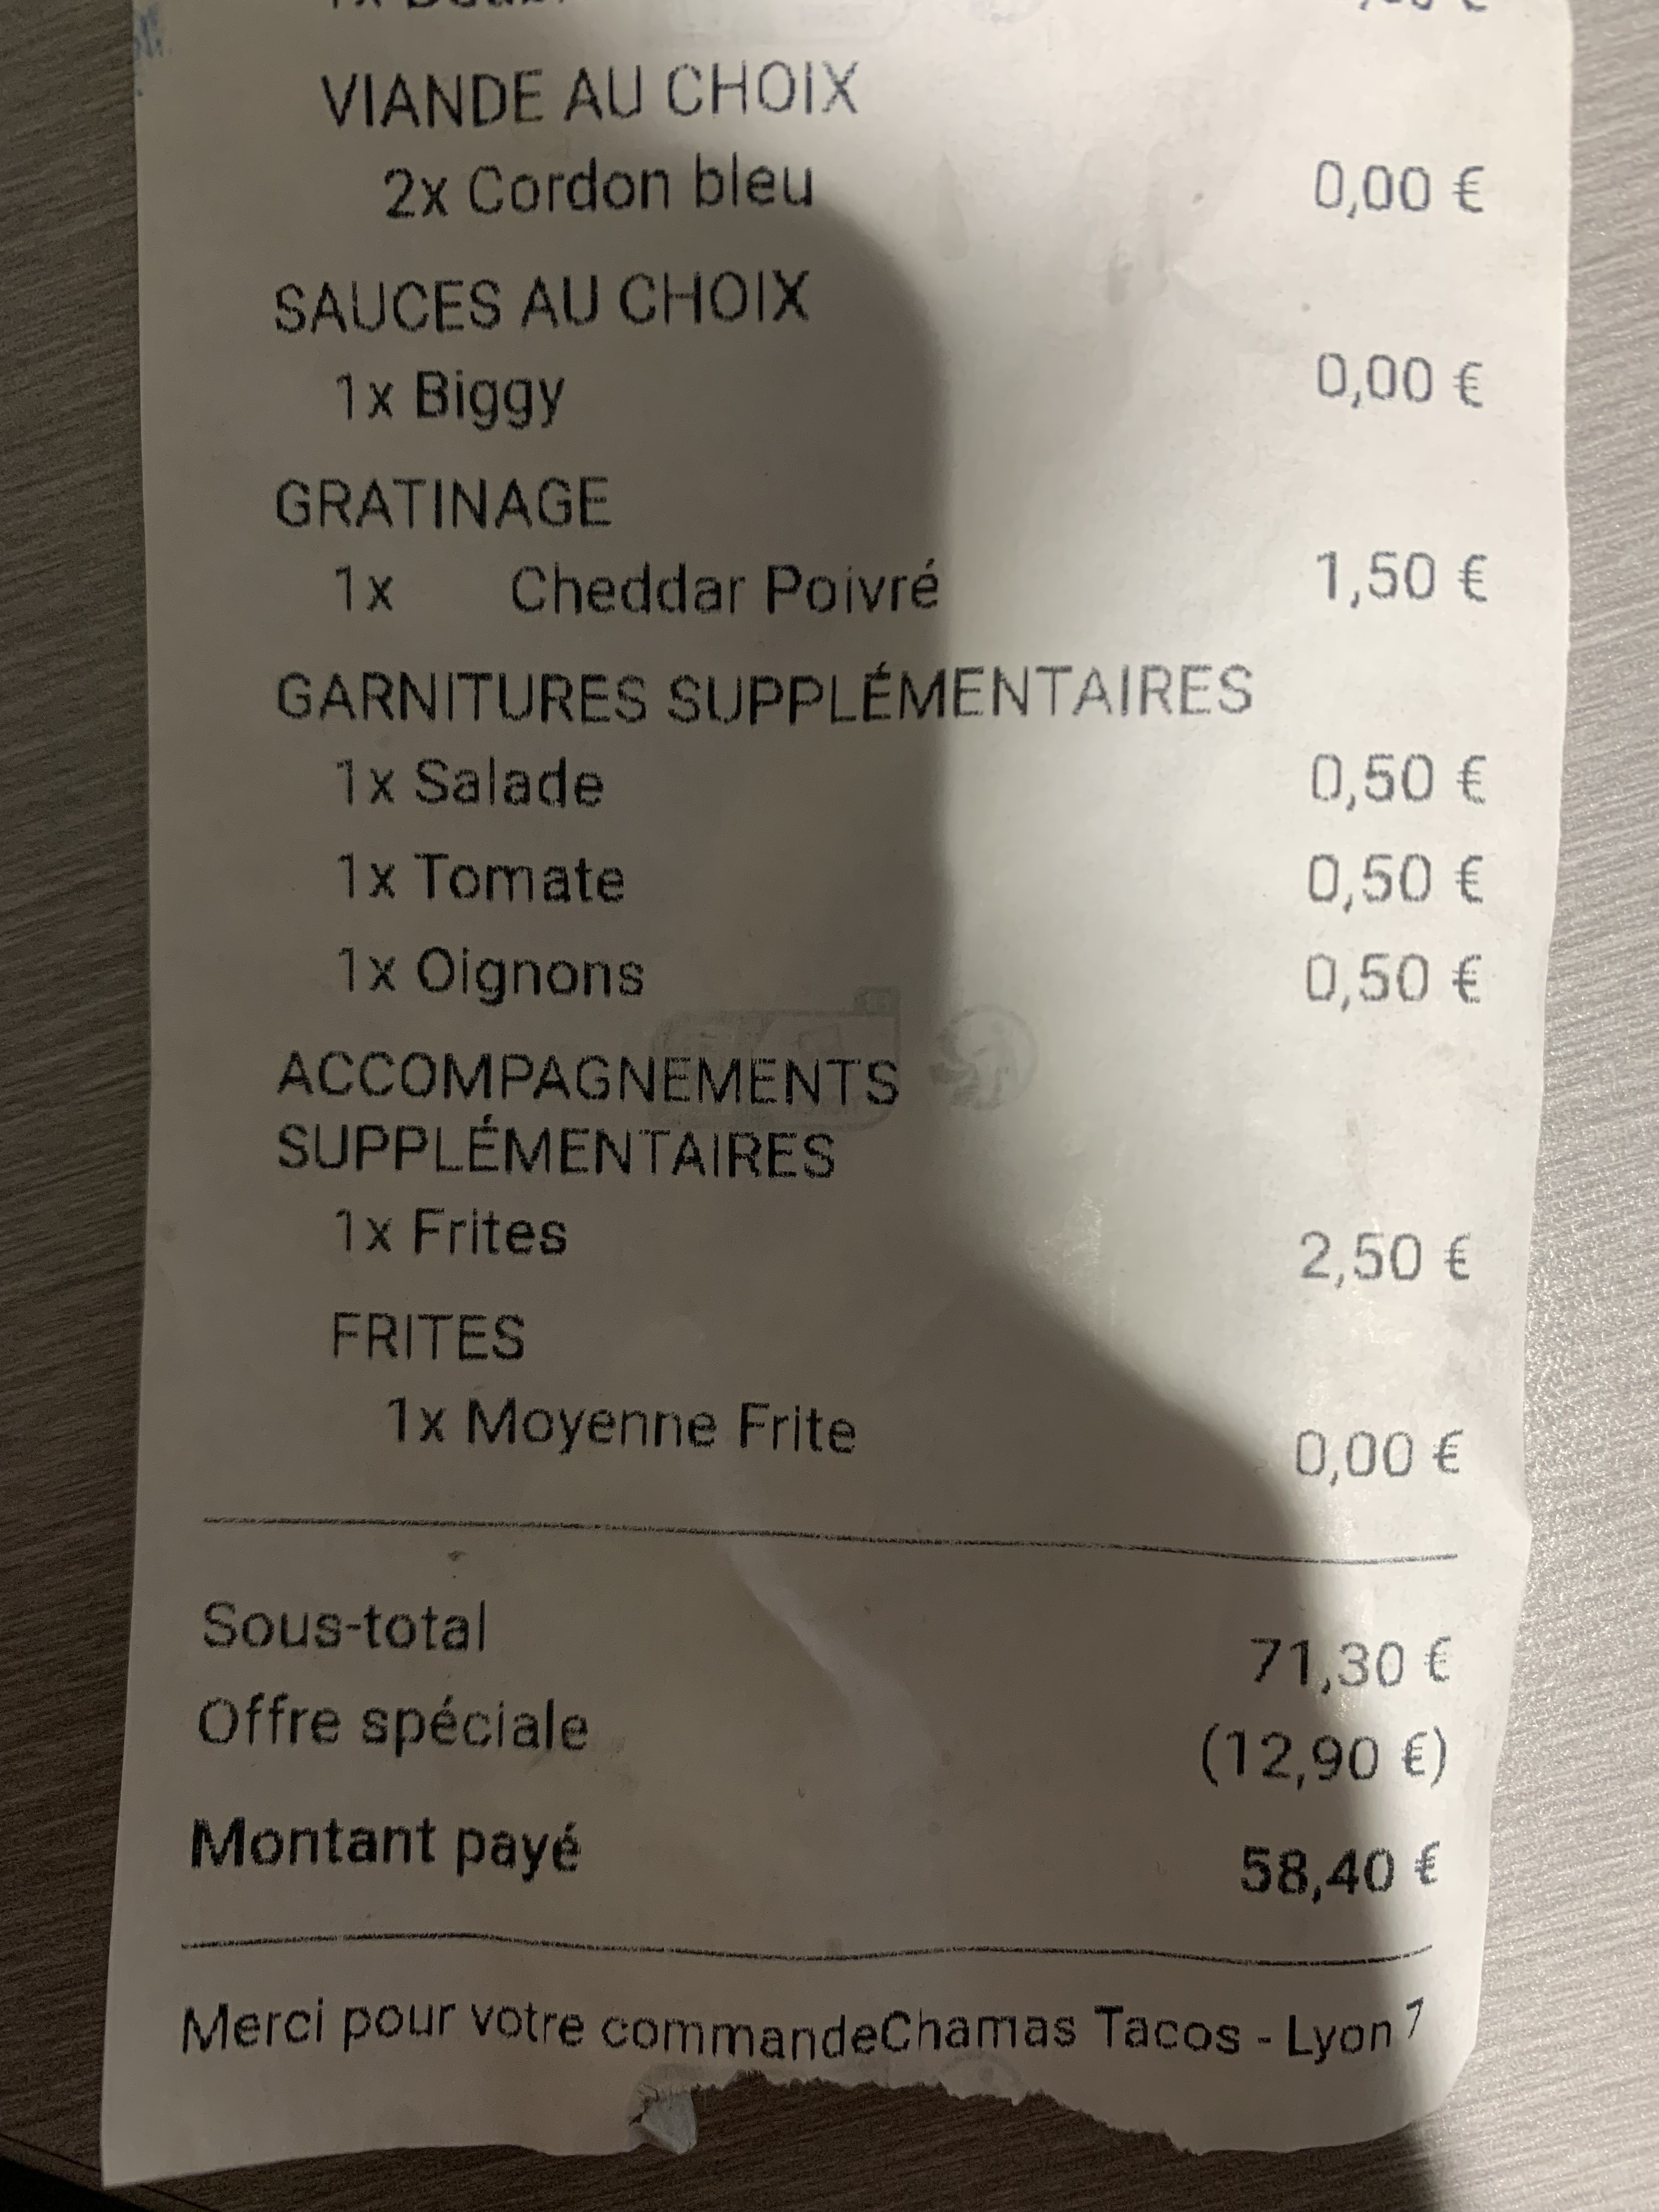 VIANDE AU CHOIX
2x Cordon bleu 0,00 €
SAUCES AU CHOIX
1x Biggy 0,00 €
GRATINAGE
1x Cheddar Poivré 1,50 €
GARNITURES SUPPLÉMENTAIRES
1x Salade 0,50 €
1x Tomate 0,50 €
1x Oignons 0,50 €
ACCOMPAGNEMENTS
SUPPLÉMENTAIRES
1x Frites 2,50 €
FRITES
1x Moyenne Frite 0,00 €
Sous-total 71,30 €
Offre spéciale (12,90 €)
Montant payé 58,40 €
Merci pour votre commandeChamas Tacos - Lyon 7